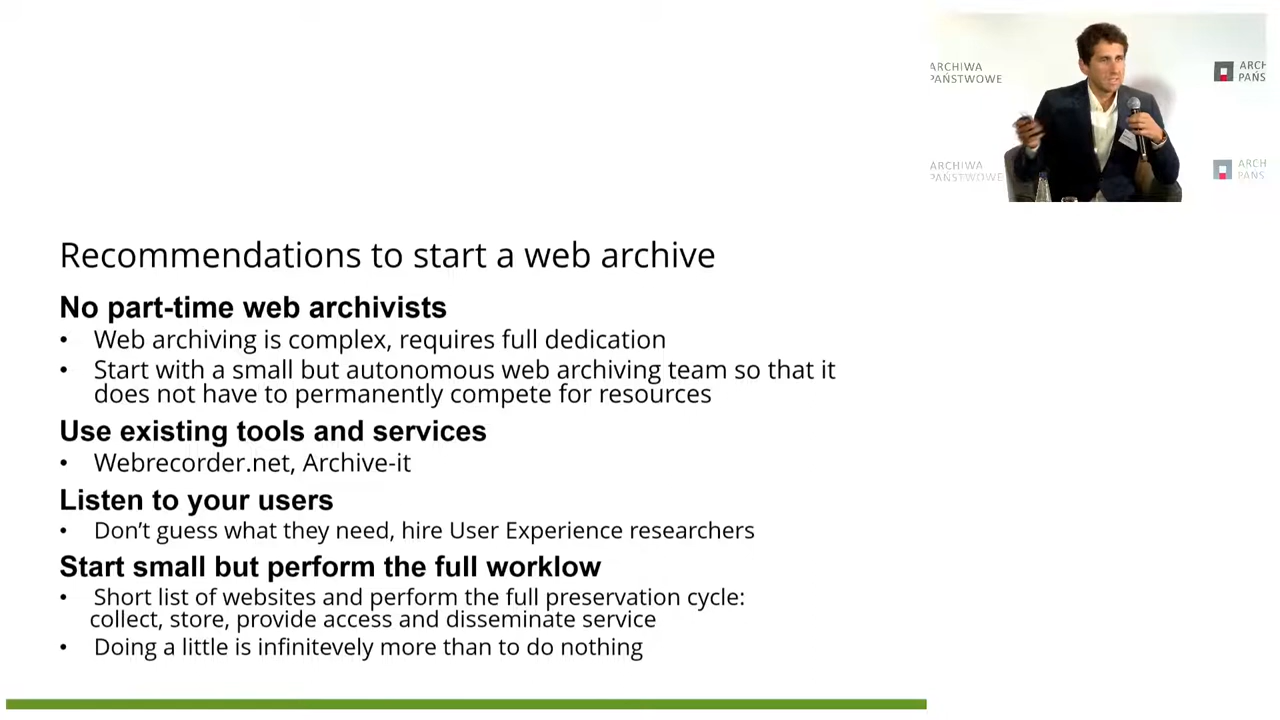 ARCHIWA
PAŃSTWOWE
ARCH
PAŃS
ARCHIWA
PAŃSTWOWE
ARCH
PAŃS
Recommendations to start a web archive
No part-time web archivists
• Web archiving is complex, requires full dedication
• Start with a small but autonomous web archiving team so that it
does not have to permanently compete for resources
Use existing tools and services
• Webrecorder.net, Archive-it
Listen to your users
• Don’t guess what they need, hire User Experience researchers
Start small but perform the full worklow
• Short list of websites and perform the full preservation cycle:
collect, store, provide access and disseminate service
• Doing a little is infinitevely more than to do nothing